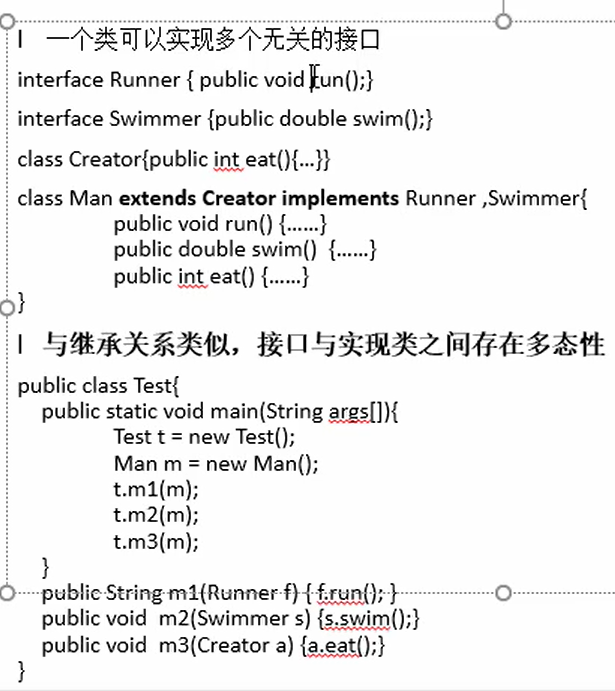 l 一个类可以实现多个无关的接口
interface Runner { public void run();}
interface Swimmer {public double swim();}
class Creator{public int eat(){…}}
class Man extends Creator implements Runner ,Swimmer{
public void run() {……}
public double swim()  {……}
public int eat() {……}
}
l 与继承关系类似，接口与实现类之间存在多态性
public class Test{
public static void main(String args[]){
Test t = new Test();
Man m = new Man();
t.m1(m);
t.m2(m);
t.m3(m);
}
public String m1(Runner f) { f.run(); }
public void  m2(Swimmer s) {s.swim();}
public void  m3(Creator a) {a.eat();}
}